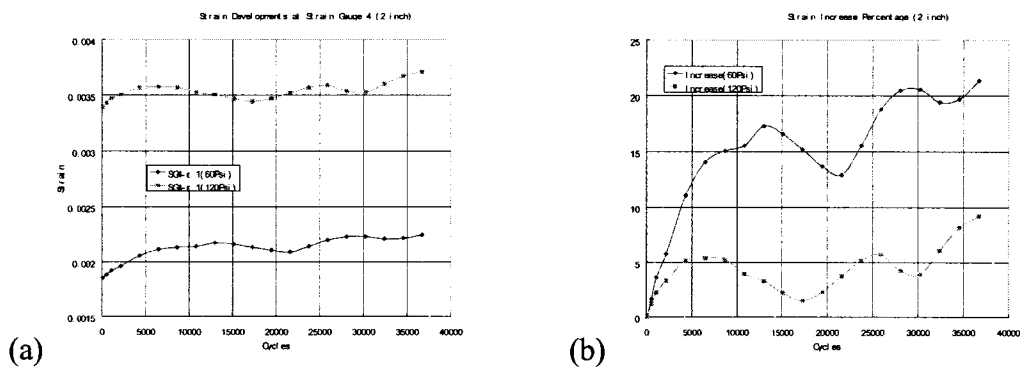 Strain Developments at Strain Gauge 4 (2 inch)
0.004
0.0035
0.003
0.0025
0.002
0.0015
Strain
SG4-ε1(60Psi)
SG4-ε1(120Psi)
0 5000 10000 15000 20000 25000 30000 35000 40000
Cycles
(a)
Strain Increase Percentage (2 inch)
25
20
15
10
5
0
Increase(60Psi)
Increase(120Psi)
0 5000 10000 15000 20000 25000 30000 35000 40000
Cycles
(b)